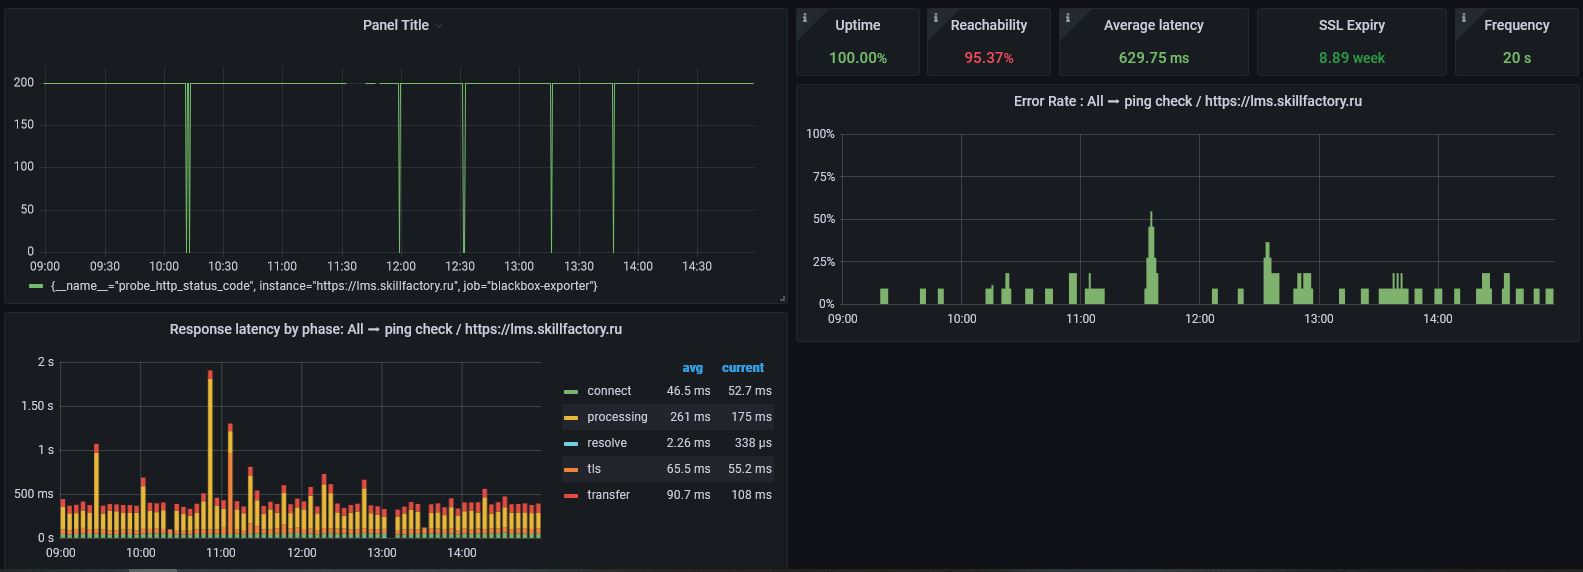 Panel Title
200
150
100
50
0
09:00 09:30 10:00 10:30 11:00 11:30 12:00 12:30 13:00 13:30 14:00 14:30
{__name__="probe_http_status_code", instance="https://lms.skillfactory.ru", job="blackbox-exporter"}
Uptime
100.00%
Reachability
95.37%
Average latency
629.75 ms
SSL Expiry
8.89 week
Frequency
20 s
Error Rate : All → ping check / https://lms.skillfactory.ru
100%
75%
50%
25%
0%
09:00 10:00 11:00 12:00 13:00 14:00
Response latency by phase: All → ping check / https://lms.skillfactory.ru
2 s
1.50 s
1 s
500 ms
0 s
09:00 10:00 11:00 12:00 13:00 14:00
avg current
connect 46.5 ms 52.7 ms
processing 261 ms 175 ms
resolve 2.26 ms 338 µs
tls 65.5 ms 55.2 ms
transfer 90.7 ms 108 ms